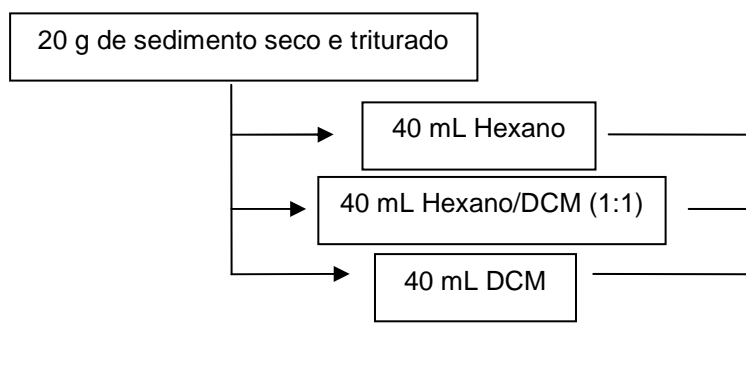 20 g de sedimento seco e triturado
40 mL Hexano
40 mL Hexano/DCM (1:1)
40 mL DCM